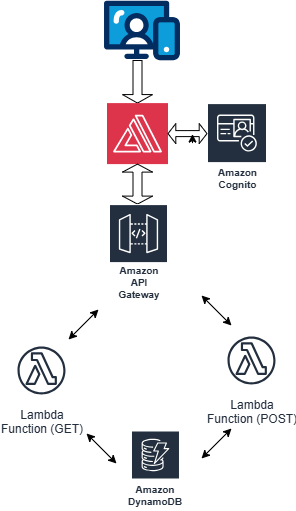 Amazon
Cognito
Amazon
API
Gateway
Lambda
Function (GET)
Lambda
Function (POST)
Amazon
DynamoDB